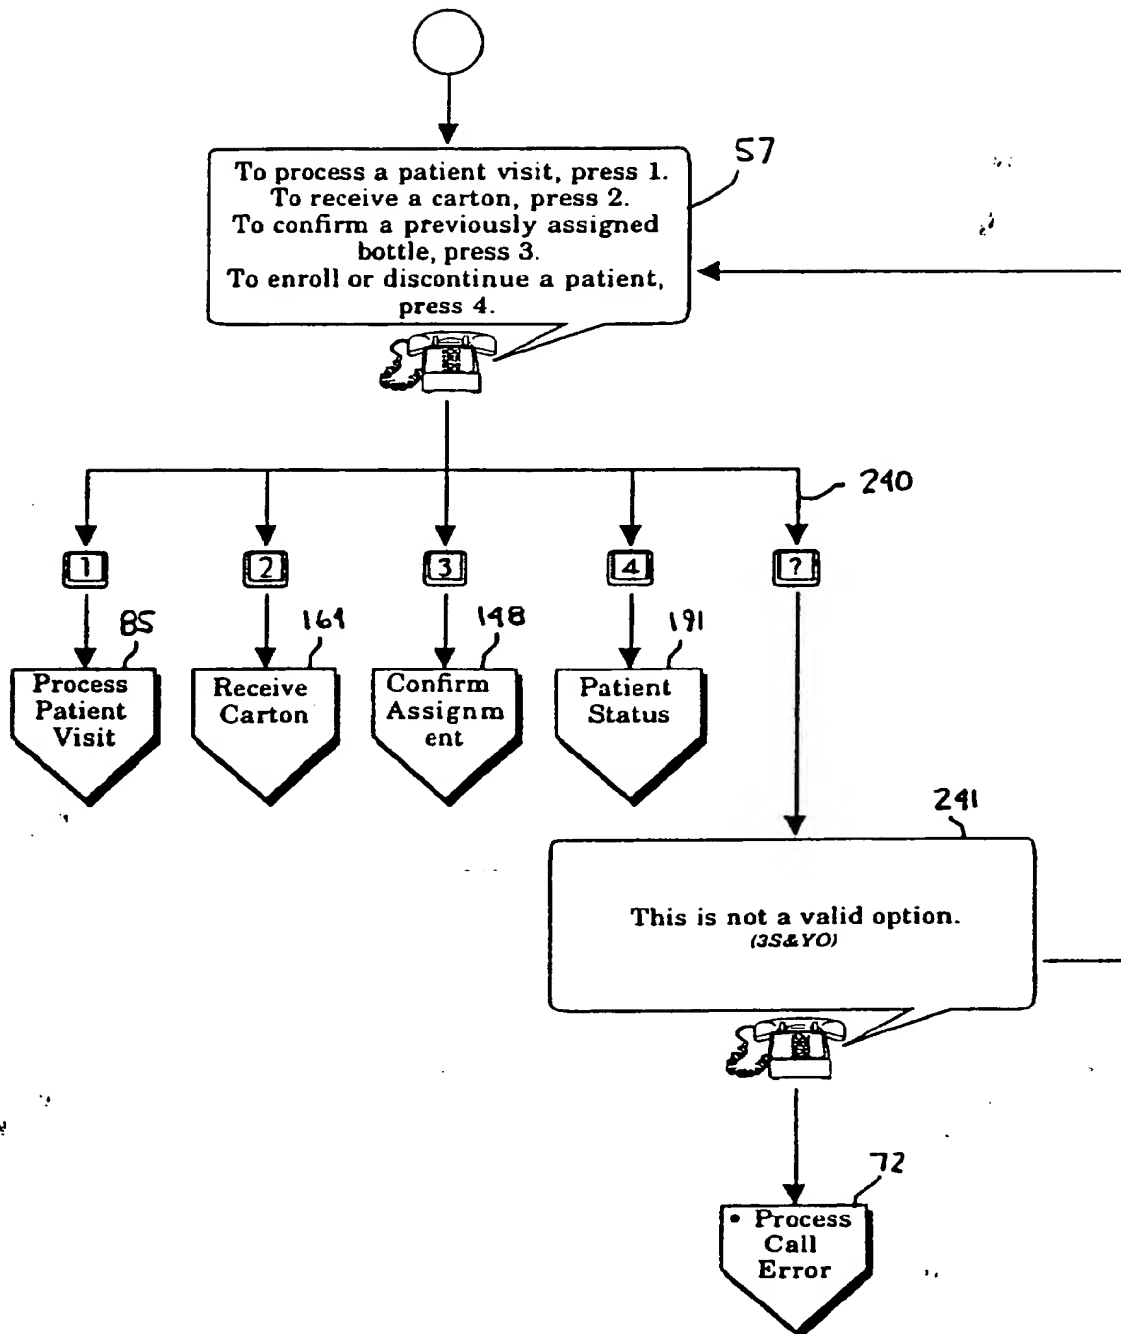 To process a patient visit, press 1.
To receive a carton, press 2.
To confirm a previously assigned
bottle, press 3.
To enroll or discontinue a patient,
press 4.
57
240
1
2
3
4
?
85
164
148
191
Process
Patient
Visit
Receive
Carton
Confirm
Assignm
ent
Patient
Status
241
This is not a valid option.
(3S&YO)
72
• Process
Call
Error